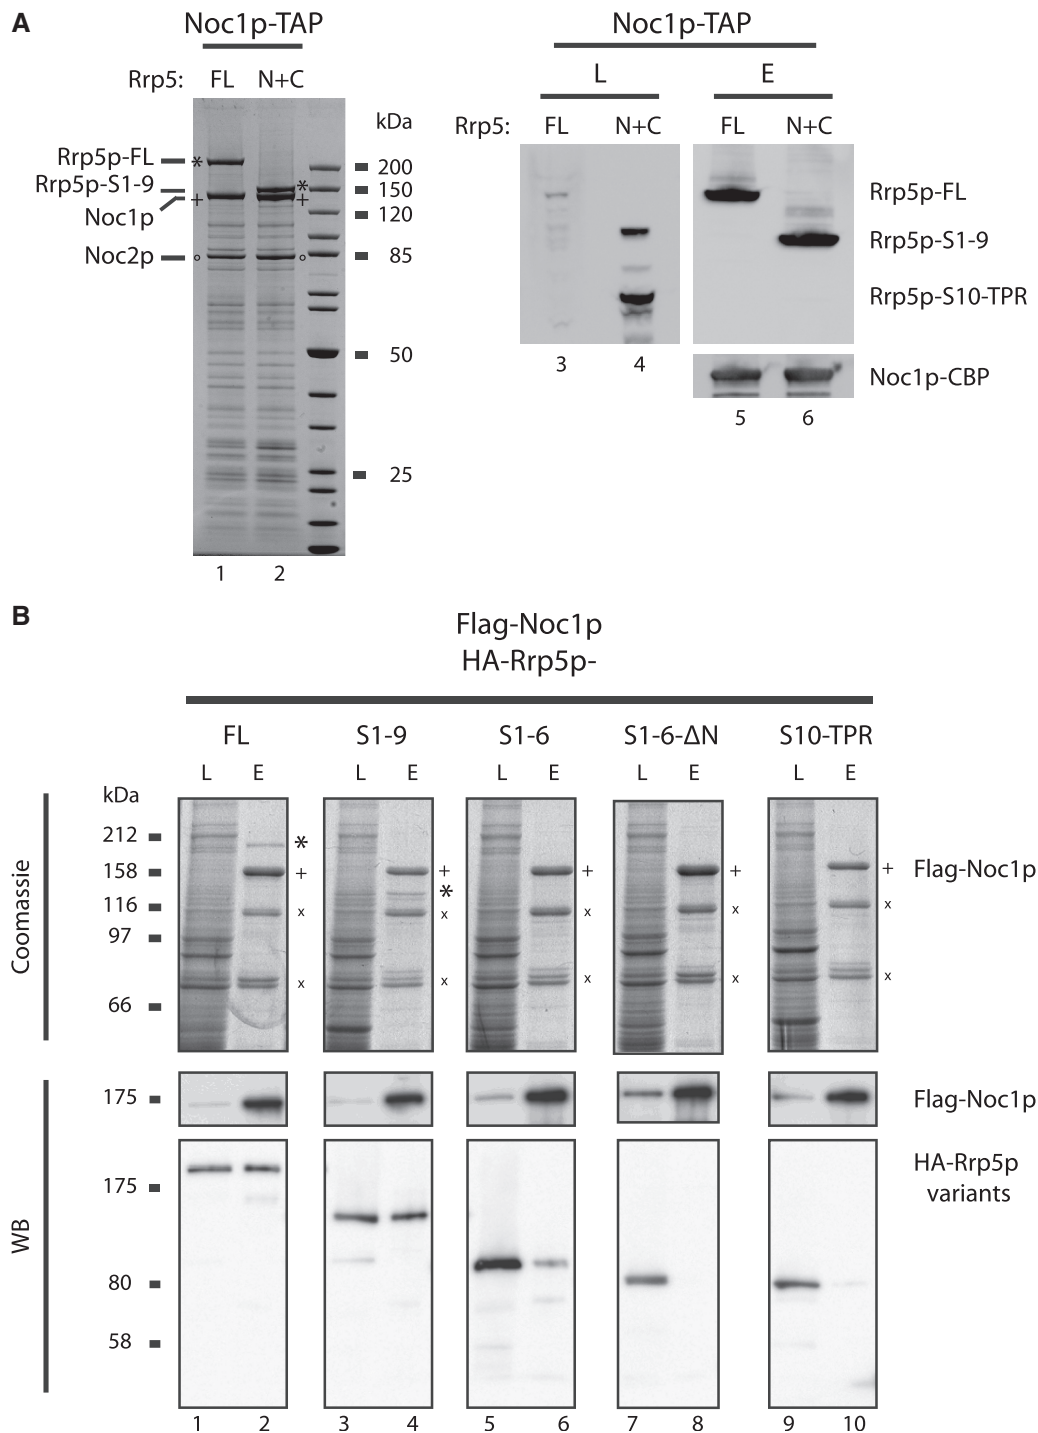 A
Noc1p-TAP
Rrp5: FL N+C
kDa
Rrp5p-FL * 200
Rrp5p-S1-9 * 150
Noc1p + + 120
Noc2p ° ° 85
50
25
1 2
Noc1p-TAP
L E
Rrp5: FL N+C FL N+C
Rrp5p-FL
Rrp5p-S1-9
Rrp5p-S10-TPR
3 4
Noc1p-CBP
5 6
B
Flag-Noc1p
HA-Rrp5p-
FL S1-9 S1-6 S1-6-ΔN S10-TPR
L E L E L E L E L E
kDa
Coomassie
212 *
158 + + + + + Flag-Noc1p
*
116 x x x x x
97
x x x x x
66
WB
175 Flag-Noc1p
HA-Rrp5p
variants
175
80
58
1 2 3 4 5 6 7 8 9 10